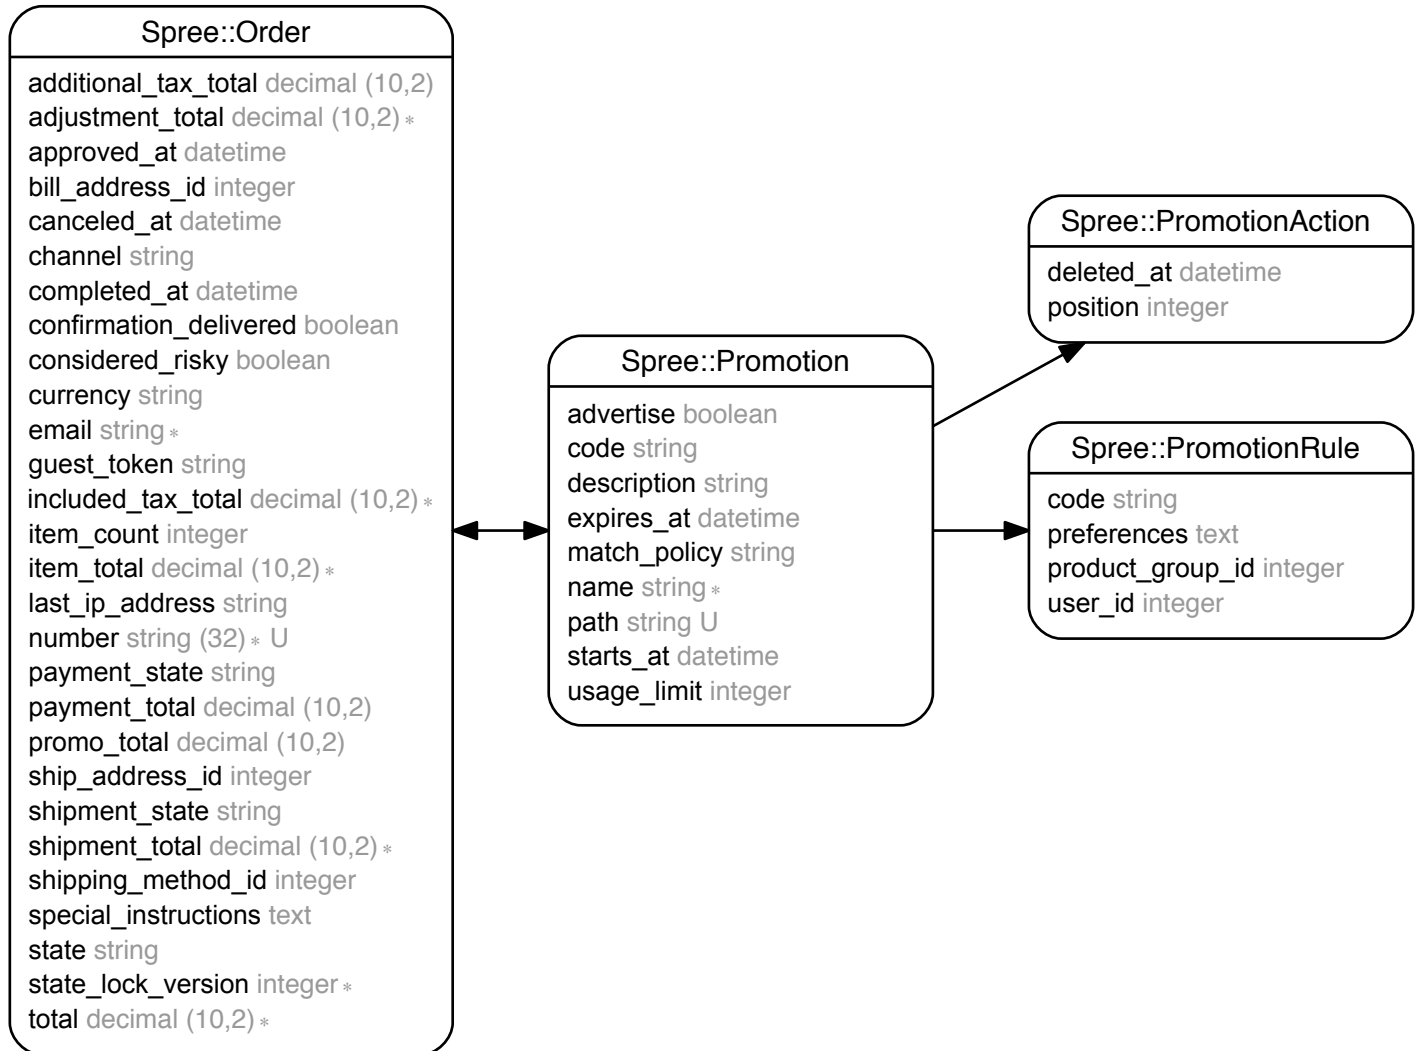 Spree::Order
additional_tax_total decimal (10,2)
adjustment_total decimal (10,2) *
approved_at datetime
bill_address_id integer
canceled_at datetime
channel string
completed_at datetime
confirmation_delivered boolean
considered_risky boolean
currency string
email string *
guest_token string
included_tax_total decimal (10,2) *
item_count integer
item_total decimal (10,2) *
last_ip_address string
number string (32) * U
payment_state string
payment_total decimal (10,2)
promo_total decimal (10,2)
ship_address_id integer
shipment_state string
shipment_total decimal (10,2) *
shipping_method_id integer
special_instructions text
state string
state_lock_version integer *
total decimal (10,2) *
Spree::Promotion
advertise boolean
code string
description string
expires_at datetime
match_policy string
name string *
path string U
starts_at datetime
usage_limit integer
Spree::PromotionAction
deleted_at datetime
position integer
Spree::PromotionRule
code string
preferences text
product_group_id integer
user_id integer